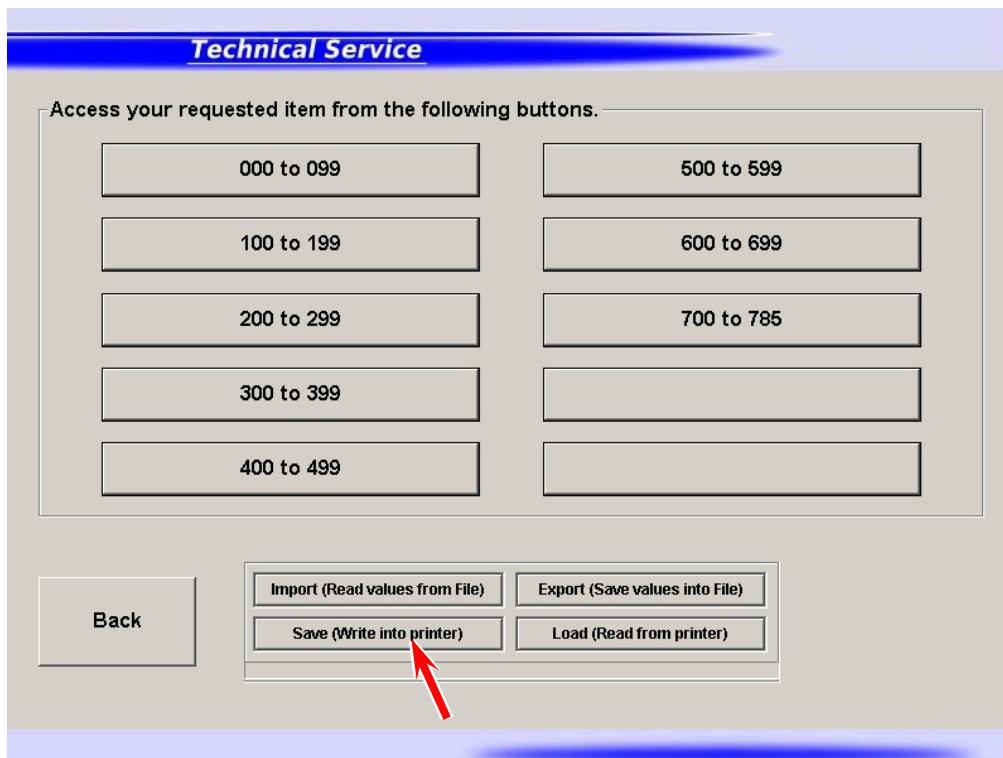 Technical Service
Access your requested item from the following buttons.
000 to 099
500 to 599
100 to 199
600 to 699
200 to 299
700 to 785
300 to 399
400 to 499
Back
Import (Read values from File)
Export (Save values into File)
Save (Write into printer)
Load (Read from printer)